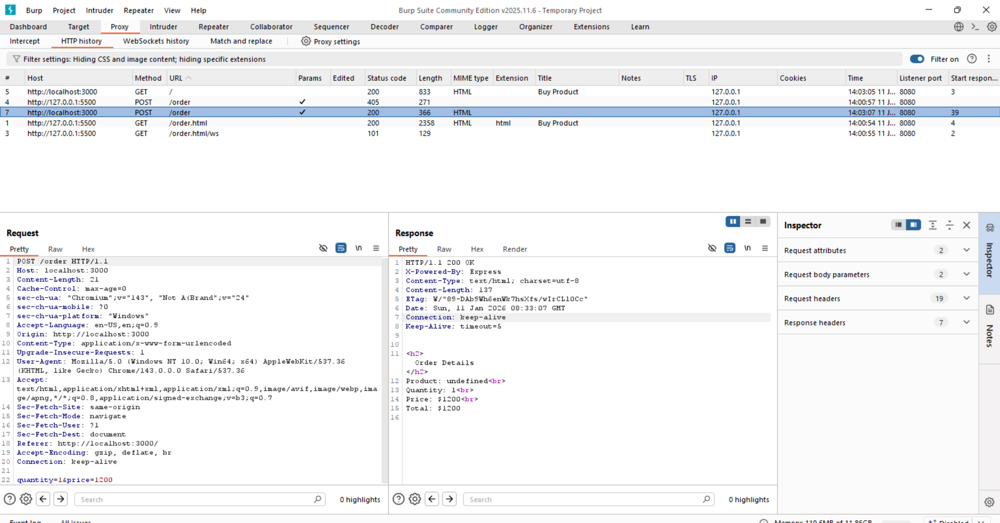 Burp Project Intruder Repeater View Help Burp Suite Community Edition v2025.11.6 - Temporary Project
Dashboard Target Proxy Intruder Repeater Collaborator Sequencer Decoder Comparer Logger Organizer Extensions Learn
Intercept HTTP history WebSockets history Match and replace Proxy settings
Filter settings: Hiding CSS and image content; hiding specific extensions Filter on
# Host Method URL Params Edited Status code Length MIME type Extension Title Notes TLS IP Cookies Time Listener port Start respon...
5 http://localhost:3000 GET / 200 833 HTML Buy Product 127.0.0.1 14:03:05 11 J... 8080 3
4 http://127.0.0.1:5500 POST /order ✓ 405 271 127.0.0.1 14:00:57 11 J... 8080
7 http://localhost:3000 POST /order ✓ 200 366 HTML 127.0.0.1 14:03:07 11 J... 8080 39
1 http://127.0.0.1:5500 GET /order.html 200 2358 HTML html Buy Product 127.0.0.1 14:00:54 11 J... 8080 4
3 http://127.0.0.1:5500 GET /order.html/ws 101 129 127.0.0.1 14:00:55 11 J... 8080 2
Request
Pretty Raw Hex \n
1 POST /order HTTP/1.1
2 Host: localhost:3000
3 Content-Length: 21
4 Cache-Control: max-age=0
5 sec-ch-ua: "Chromium";v="143", "Not A(Brand";v="24"
6 sec-ch-ua-mobile: ?0
7 sec-ch-ua-platform: "Windows"
8 Accept-Language: en-US,en;q=0.9
9 Origin: http://localhost:3000
10 Content-Type: application/x-www-form-urlencoded
11 Upgrade-Insecure-Requests: 1
12 User-Agent: Mozilla/5.0 (Windows NT 10.0; Win64; x64) AppleWebKit/537.36
(KHTML, like Gecko) Chrome/143.0.0.0 Safari/537.36
13 Accept:
text/html,application/xhtml+xml,application/xml;q=0.9,image/avif,image/webp,ima
ge/apng,*/*;q=0.8,application/signed-exchange;v=b3;q=0.7
14 Sec-Fetch-Site: same-origin
15 Sec-Fetch-Mode: navigate
16 Sec-Fetch-User: ?1
17 Sec-Fetch-Dest: document
18 Referer: http://localhost:3000/
19 Accept-Encoding: gzip, deflate, br
20 Connection: keep-alive
21
22 quantity=1&price=1200
Search 0 highlights
Response
Pretty Raw Hex Render \n
1 HTTP/1.1 200 OK
2 X-Powered-By: Express
3 Content-Type: text/html; charset=utf-8
4 Content-Length: 137
5 ETag: W/"89-DAb9Wh6enWk7hsXfs/wIrCLl0Cc"
6 Date: Sun, 11 Jan 2026 08:33:07 GMT
7 Connection: keep-alive
8 Keep-Alive: timeout=5
9
10
11 <h2>
Order Details
</h2>
12 Product: undefined<br>
13 Quantity: 1<br>
14 Price: $1200<br>
15 Total: $1200
16
Search 0 highlights
Inspector
Request attributes 2
Request body parameters 2
Request headers 19
Response headers 7
Inspector
Notes
Event log All issues Memory: 119.6MB of 11.86GB Disabled